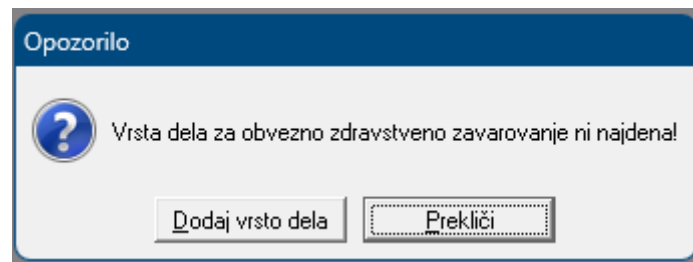 Opozorilo
Vrsta dela za obvezno zdravstveno zavarovanje ni najdena!
Dodaj vrsto dela
Prekliči